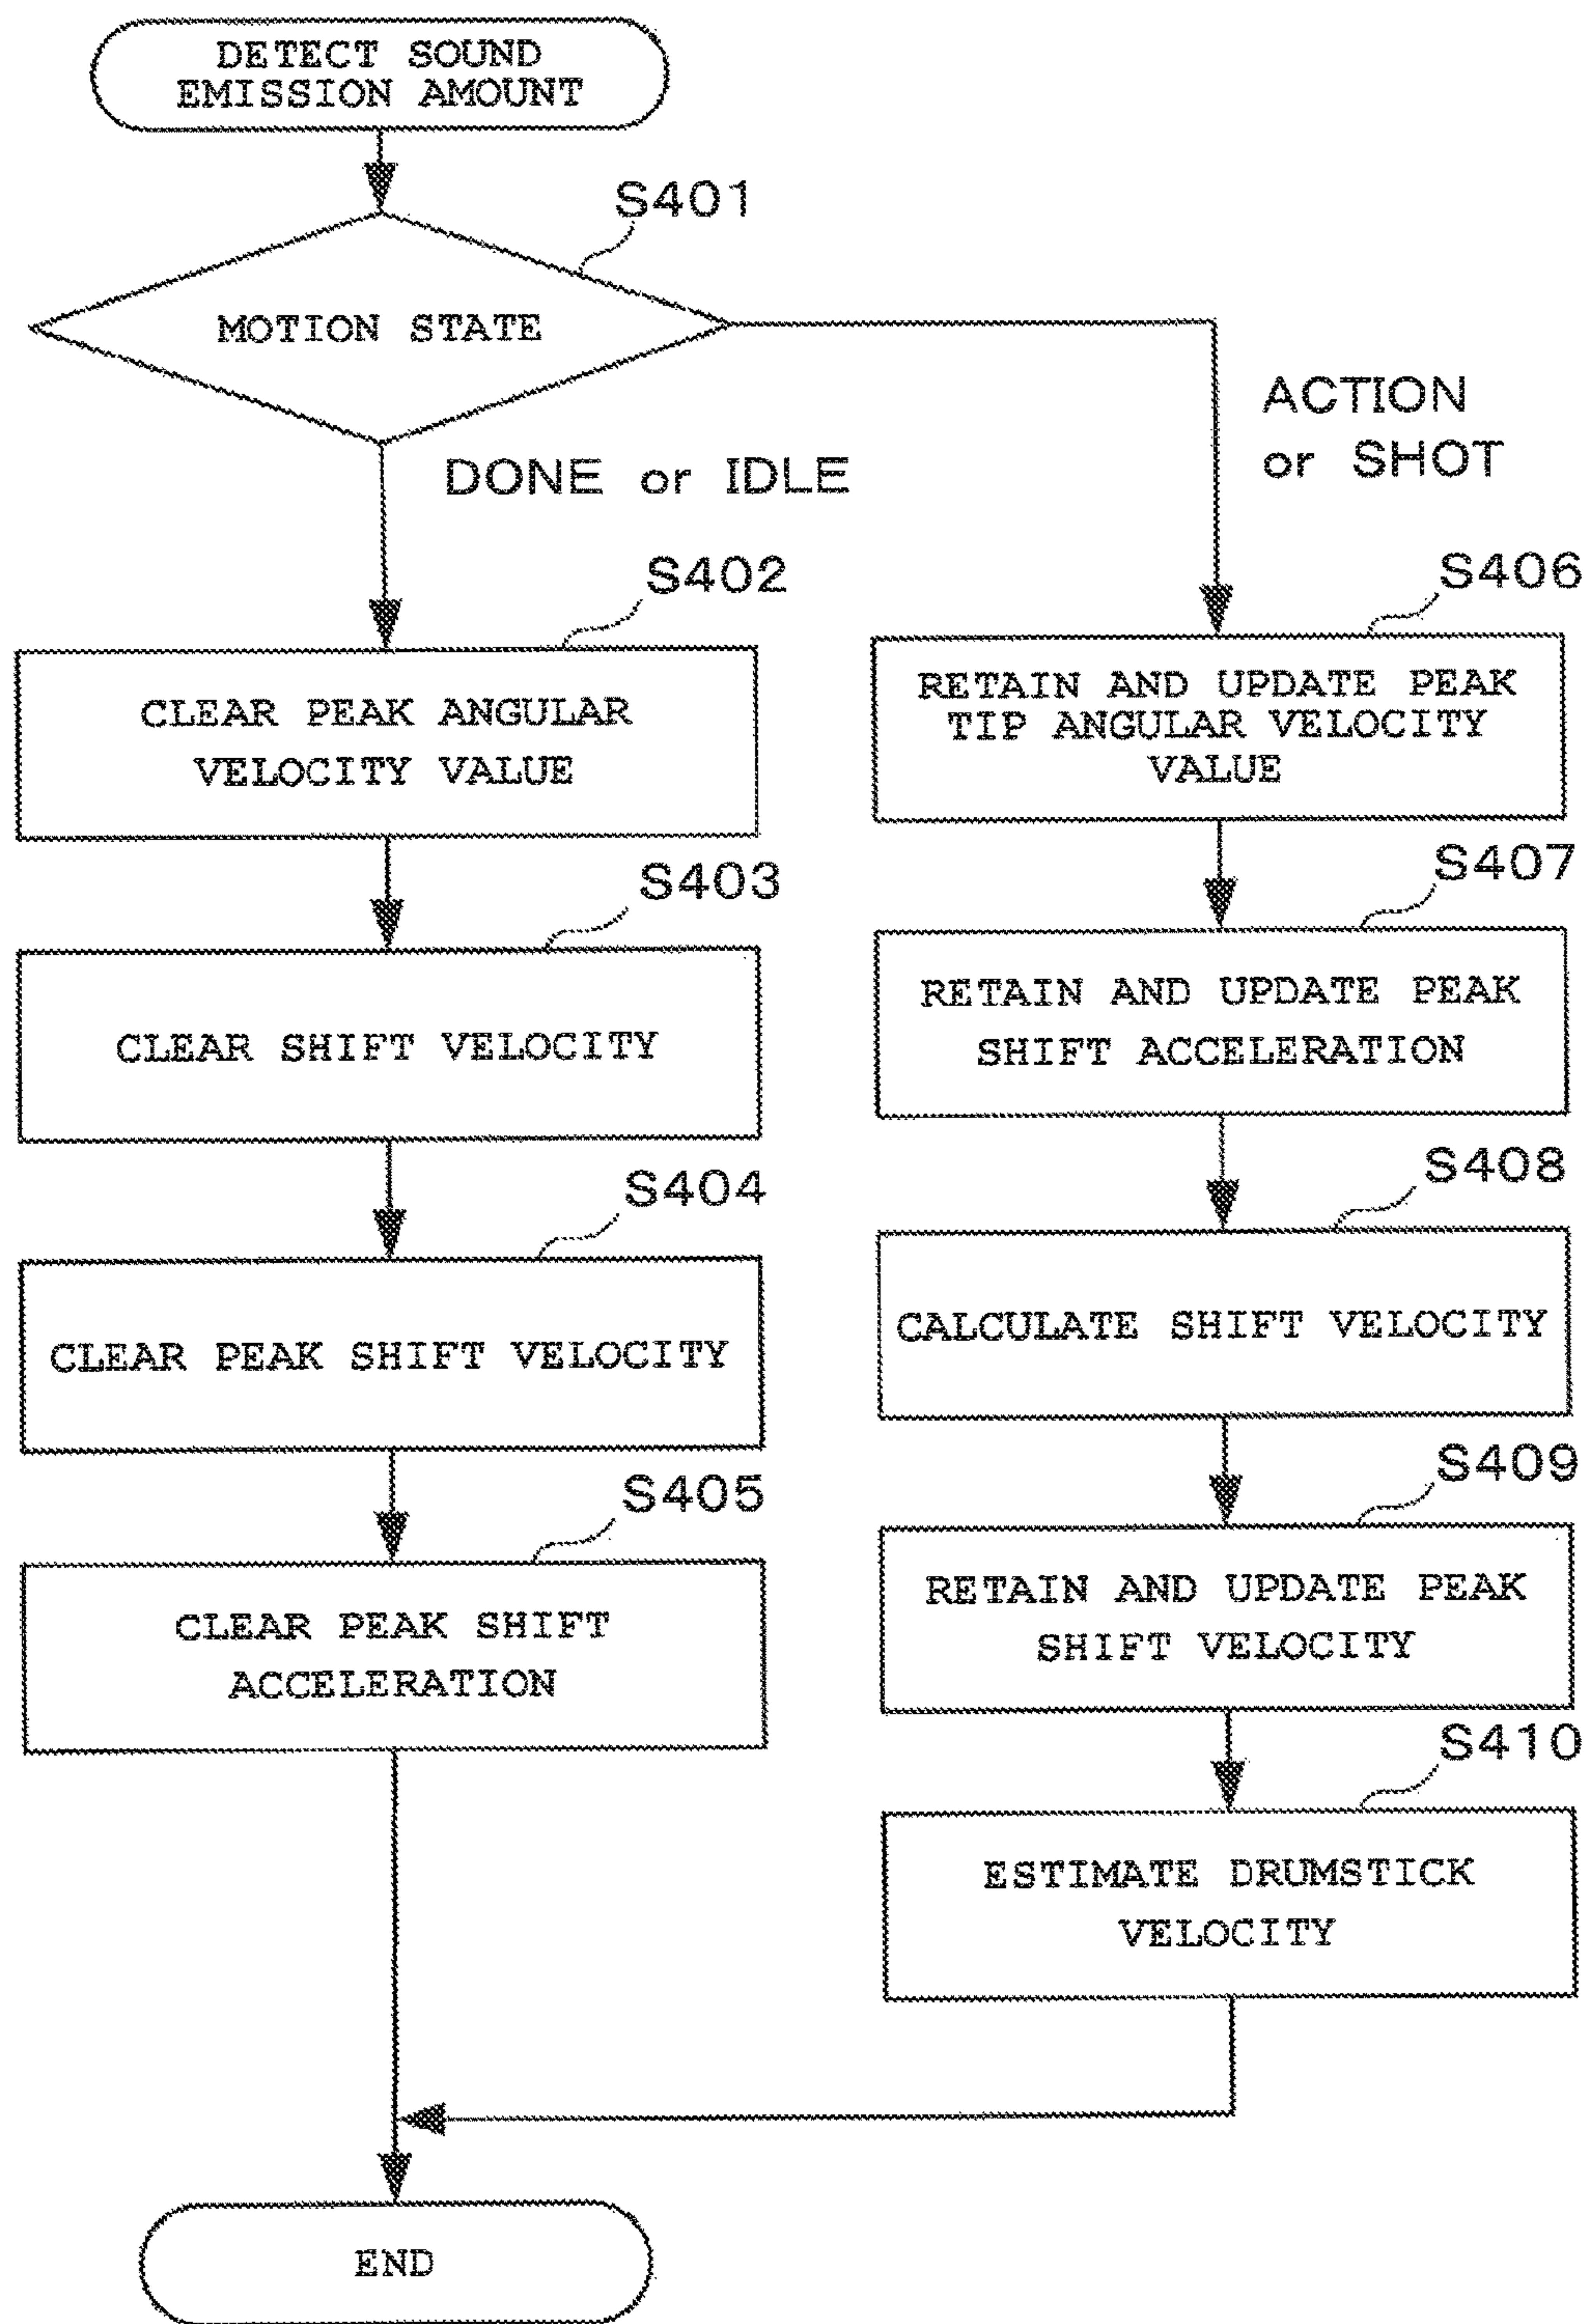 DETECT SOUND
EMISSION AMOUNT
S401
MOTION STATE
DONE or IDLE
ACTION
or SHOT
S402
CLEAR PEAK ANGULAR
VELOCITY VALUE
S403
CLEAR SHIFT VELOCITY
S404
CLEAR PEAK SHIFT VELOCITY
S405
CLEAR PEAK SHIFT
ACCELERATION
S406
RETAIN AND UPDATE PEAK
TIP ANGULAR VELOCITY
VALUE
S407
RETAIN AND UPDATE PEAK
SHIFT ACCELERATION
S408
CALCULATE SHIFT VELOCITY
S409
RETAIN AND UPDATE PEAK
SHIFT VELOCITY
S410
ESTIMATE DRUMSTICK
VELOCITY
END